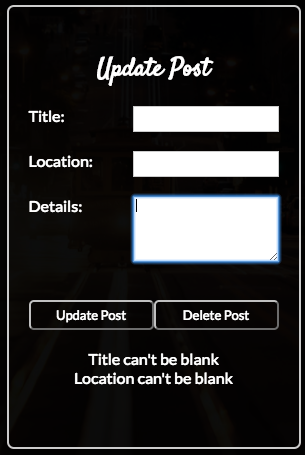 Update Post
Title:
Location:
Details:
Update Post Delete Post
Title can't be blank
Location can't be blank